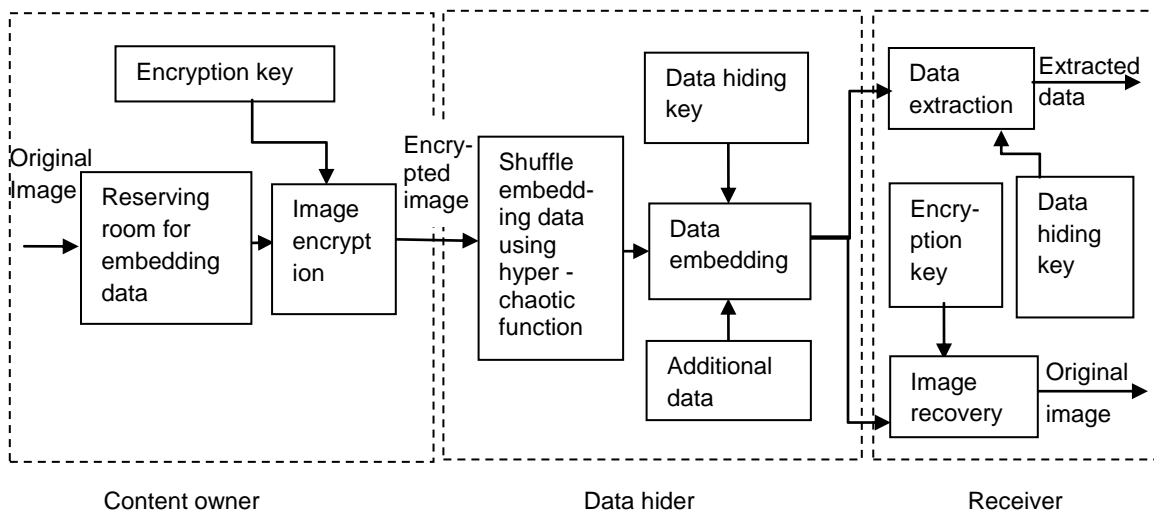 Encryption key
Original
Image
Reserving
room for
embedding
data
Image
encrypt
ion
Encry-
pted
image
Shuffle
embedd-
ing data
using
hyper -
chaotic
function
Data hiding
key
Data
embedding
Additional
data
Data
extraction
Extracted
data
Encry-
ption
key
Data
hiding
key
Image
recovery
Original
image
Content owner
Data hider
Receiver